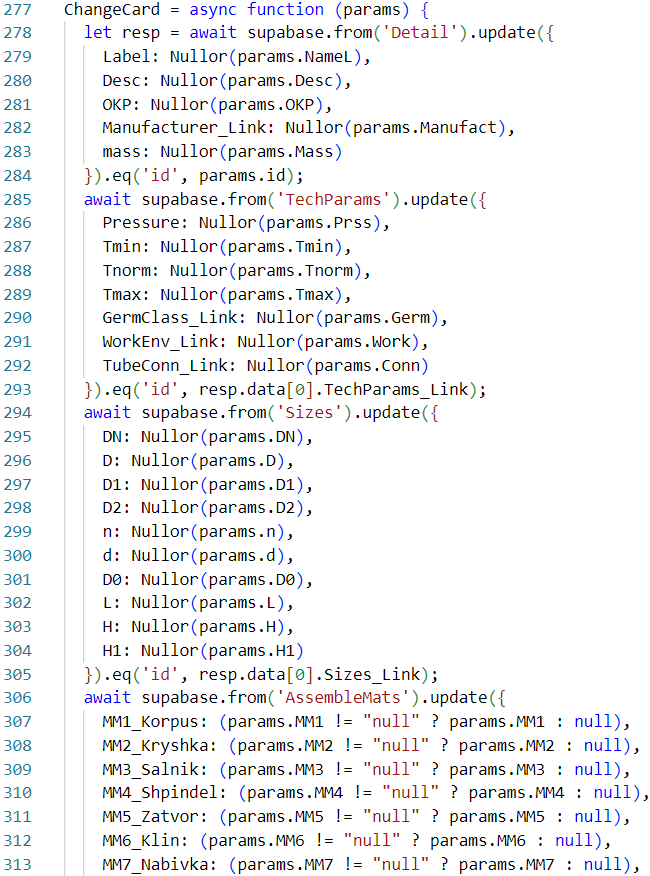 277 ChangeCard = async function (params) {
278 let resp = await supabase.from('Detail').update({
279 Label: Nullor(params.NameL),
280 Desc: Nullor(params.Desc),
281 OKP: Nullor(params.OKP),
282 Manufacturer_Link: Nullor(params.Manufact),
283 mass: Nullor(params.Mass)
284 }).eq('id', params.id);
285 await supabase.from('TechParams').update({
286 Pressure: Nullor(params.Prss),
287 Tmin: Nullor(params.Tmin),
288 Tnorm: Nullor(params.Tnorm),
289 Tmax: Nullor(params.Tmax),
290 GermClass_Link: Nullor(params.Germ),
291 WorkEnv_Link: Nullor(params.Work),
292 TubeConn_Link: Nullor(params.Conn)
293 }).eq('id', resp.data[0].TechParams_Link);
294 await supabase.from('Sizes').update({
295 DN: Nullor(params.DN),
296 D: Nullor(params.D),
297 D1: Nullor(params.D1),
298 D2: Nullor(params.D2),
299 n: Nullor(params.n),
300 d: Nullor(params.d),
301 D0: Nullor(params.D0),
302 L: Nullor(params.L),
303 H: Nullor(params.H),
304 H1: Nullor(params.H1)
305 }).eq('id', resp.data[0].Sizes_Link);
306 await supabase.from('AssembleMats').update({
307 MM1_Korpus: (params.MM1 != "null" ? params.MM1 : null),
308 MM2_Kryshka: (params.MM2 != "null" ? params.MM2 : null),
309 MM3_Salnik: (params.MM3 != "null" ? params.MM3 : null),
310 MM4_Shpindel: (params.MM4 != "null" ? params.MM4 : null),
311 MM5_Zatvor: (params.MM5 != "null" ? params.MM5 : null),
312 MM6_Klin: (params.MM6 != "null" ? params.MM6 : null),
313 MM7_Nabivka: (params.MM7 != "null" ? params.MM7 : null),